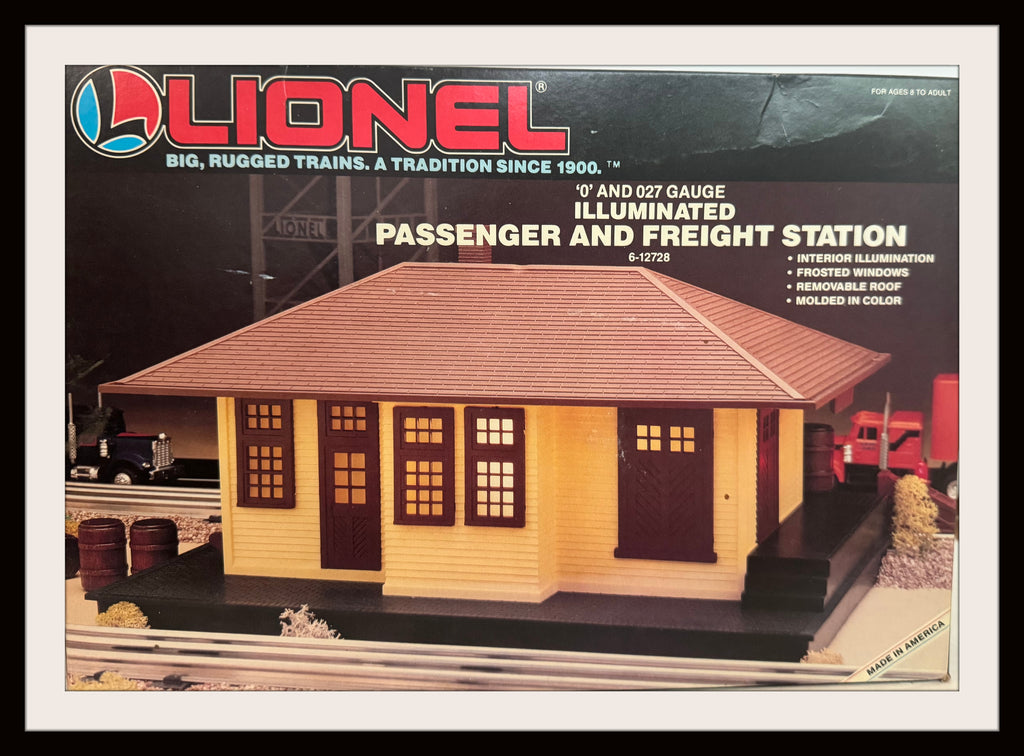 LIONEL®
BIG, RUGGED TRAINS. A TRADITION SINCE 1900.™
FOR AGES 8 TO ADULT
'0' AND 027 GAUGE
ILLUMINATED
PASSENGER AND FREIGHT STATION
6-12728
• INTERIOR ILLUMINATION
• FROSTED WINDOWS
• REMOVABLE ROOF
• MOLDED IN COLOR
LIONEL
MADE IN AMERICA